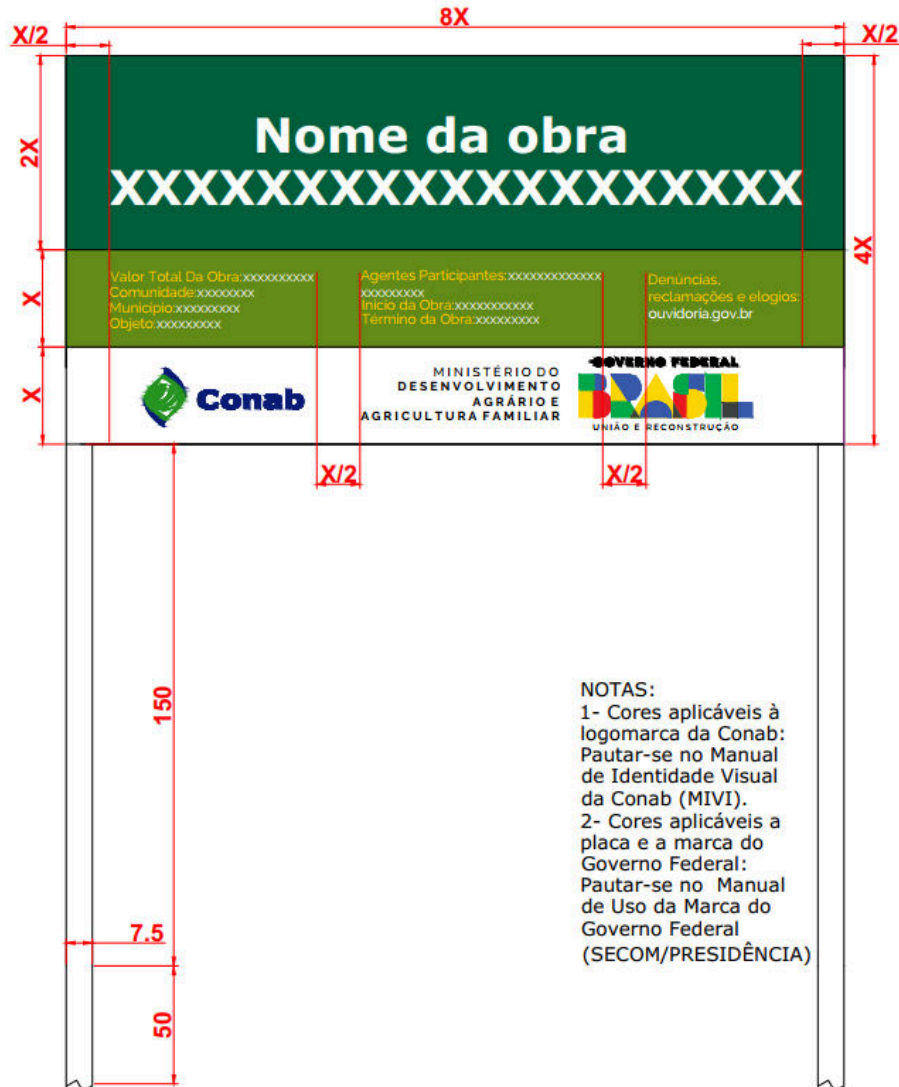 8X
X/2
X/2
2X
Nome da obra
XXXXXXXXXXXXXXXXXXXX
4X
X
Valor Total Da Obra:xxxxxxxxxx
Comunidade:xxxxxxxx
Município:xxxxxxxxx
Objeto:xxxxxxxxx
Agentes Participantes:xxxxxxxxxxxxx
xxxxxxxxx
Início da Obra:xxxxxxxxxxx
Término da Obra:xxxxxxxxx
Denúncias,
reclamações e elogios:
ouvidoria.gov.br
X
Conab
MINISTÉRIO DO
DESENVOLVIMENTO
AGRÁRIO E
AGRICULTURA FAMILIAR
GOVERNO FEDERAL
BRASIL
UNIÃO E RECONSTRUÇÃO
X/2
X/2
150
NOTAS:
1- Cores aplicáveis à
logomarca da Conab:
Pautar-se no Manual
de Identidade Visual
da Conab (MIVI).
2- Cores aplicáveis a
placa e a marca do
Governo Federal:
Pautar-se no Manual
de Uso da Marca do
Governo Federal
(SECOM/PRESIDÊNCIA)
7.5
50